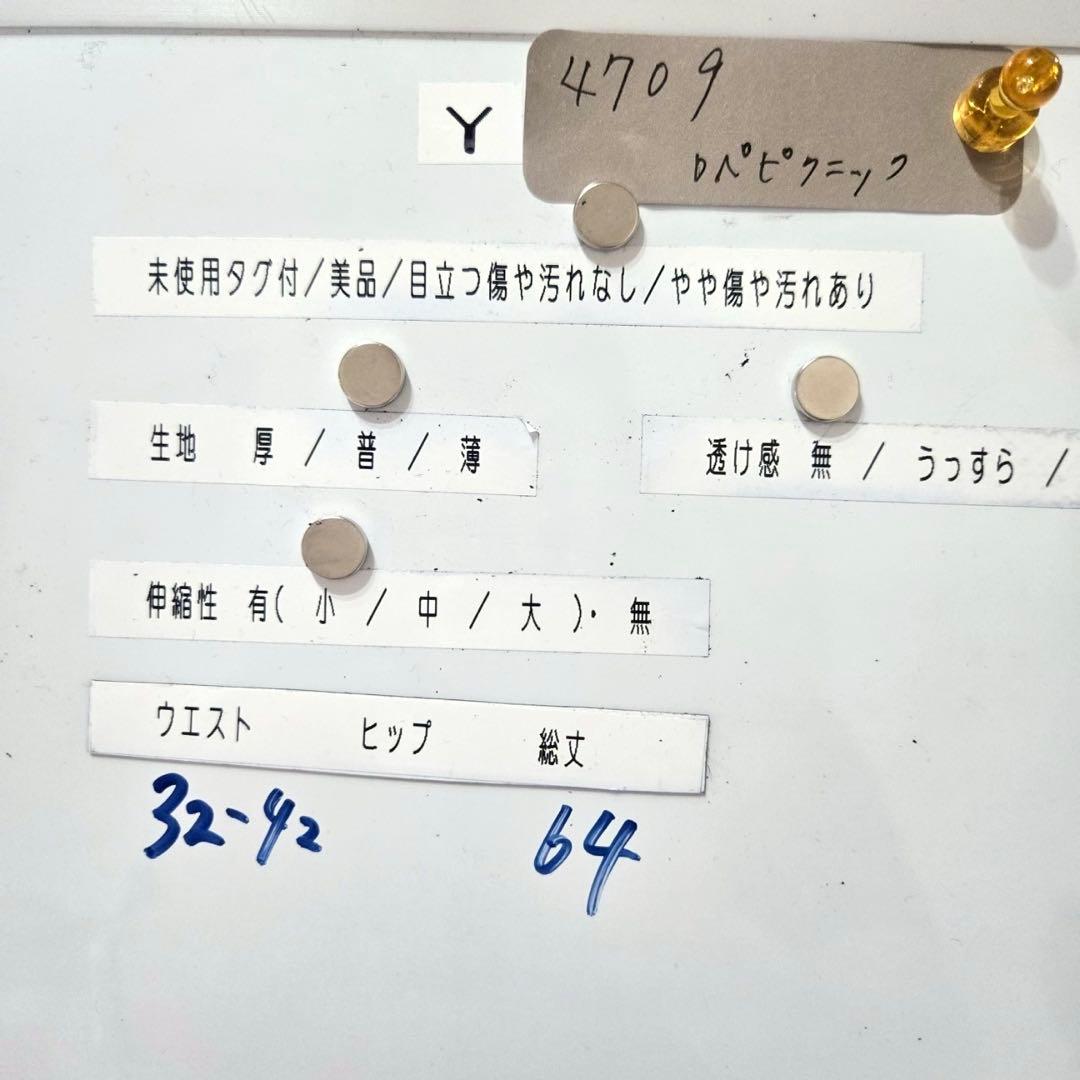 4709
Y
ロペピクニック
未使用タグ付/美品/目立つ傷や汚れなし/やや傷や汚れあり
生地 厚 / 普 / 薄
透け感 無 / うっすら /
伸縮性 有( 小 / 中 / 大 )・ 無
ウエスト ヒップ 総丈
32-42 64